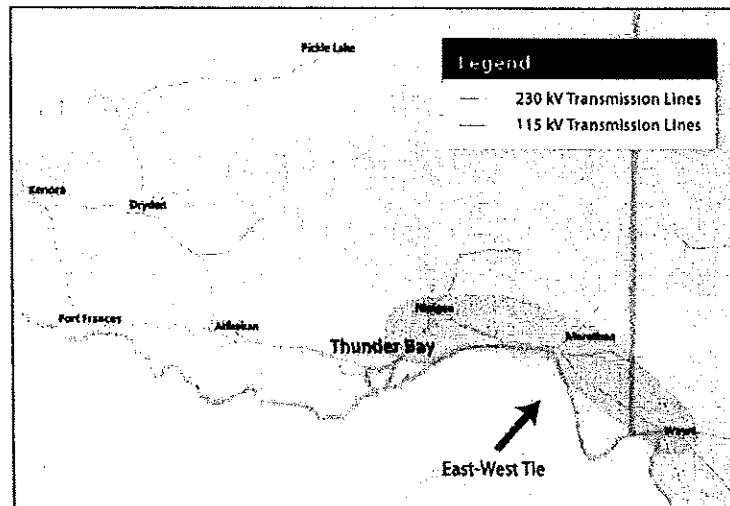 Pickle Lake
Legend
230 kV Transmission Lines
115 kV Transmission Lines
Kenora
Dryden
Fort Frances
Atikokan
Nipigon
Marathon
Thunder Bay
Wawa
East-West Tie